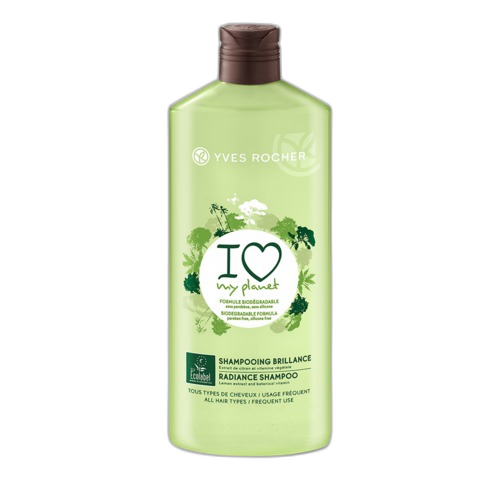 YVES ROCHER
I♡
my planet
FORMULE BIODÉGRADABLE
sans parabène, sans silicone
BIODEGRADABLE FORMULA
paraben free, silicone free
SHAMPOOING BRILLANCE
Extrait de citron et vitamine végétale
RADIANCE SHAMPOO
Lemon extract and botanical vitamin
Ecolabel
TOUS TYPES DE CHEVEUX / USAGE FRÉQUENT
ALL HAIR TYPES / FREQUENT USE